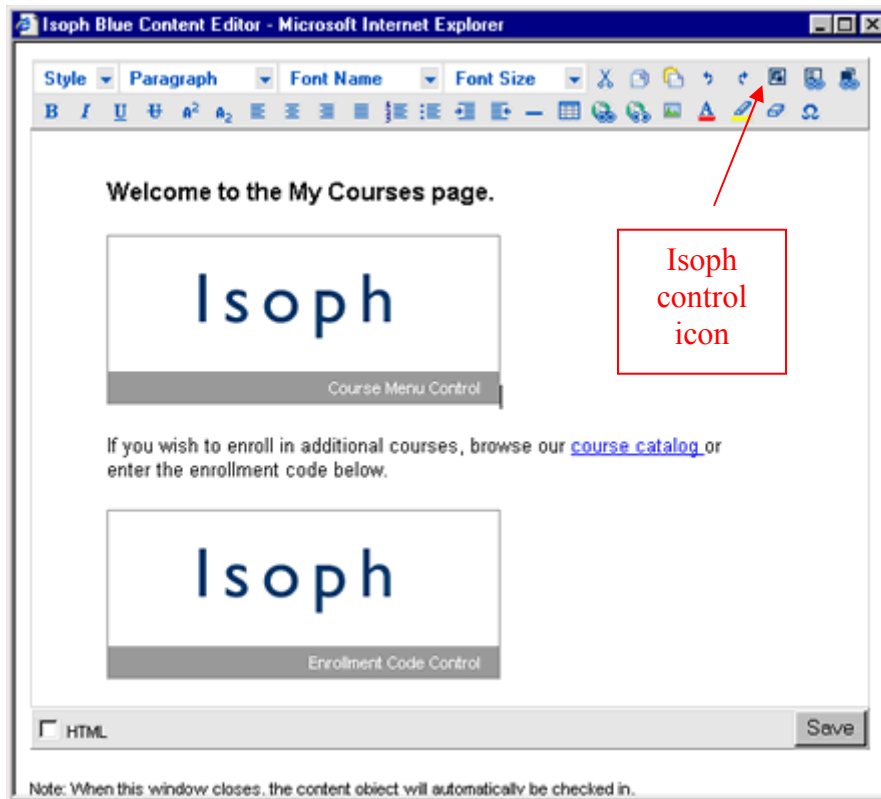 Isoph Blue Content Editor - Microsoft Internet Explorer
Style Paragraph Font Name Font Size
B I U U A2 A2 A Ω
Welcome to the My Courses page.
Isoph
control
icon
Isoph
Course Menu Control
If you wish to enroll in additional courses, browse our course catalog or
enter the enrollment code below.
Isoph
Enrollment Code Control
HTML
Save
Note: When this window closes, the content object will automatically be checked in.